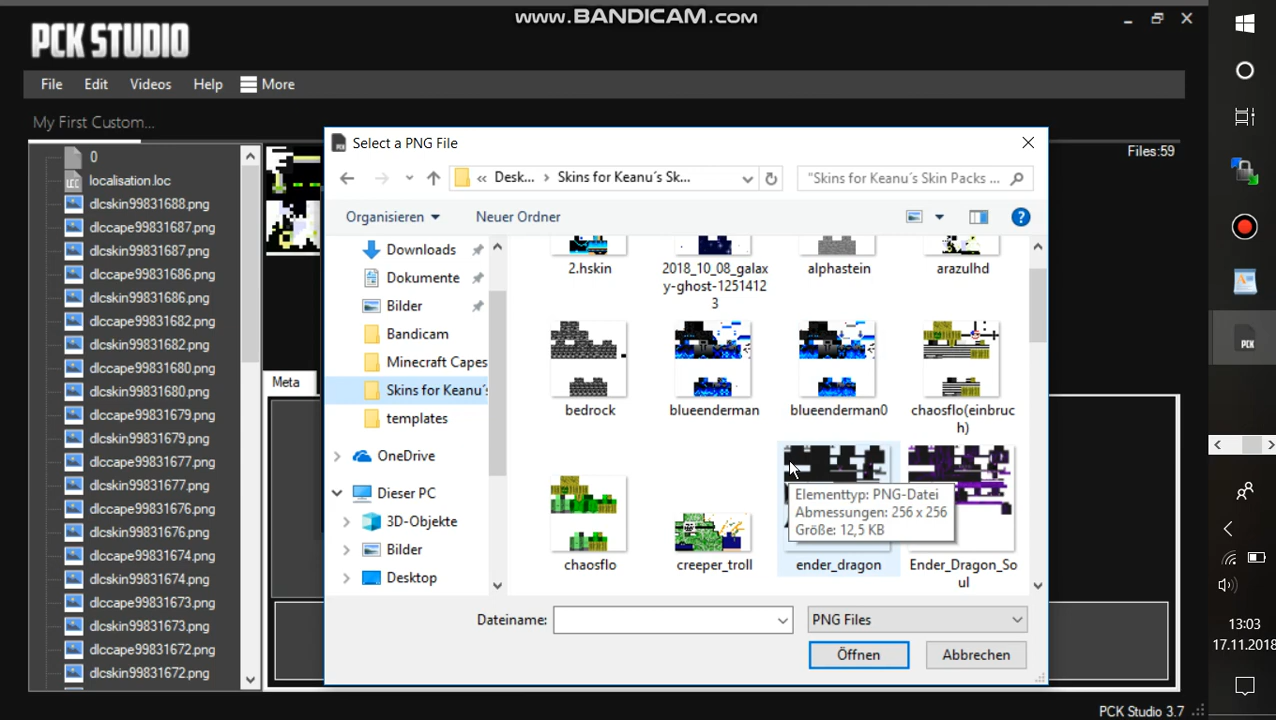 www.BANDICAM.com
PCK STUDIO
File Edit Videos Help More
My First Custom...
Files:59
0
localisation.loc
dlcskin99831688.png
dlccape99831687.png
dlcskin99831687.png
dlccape99831686.png
dlcskin99831686.png
dlccape99831682.png
dlcskin99831682.png
dlccape99831680.png
dlcskin99831680.png
dlccape99831679.png
dlcskin99831679.png
dlccape99831677.png
dlcskin99831677.png
dlccape99831676.png
dlcskin99831676.png
dlccape99831674.png
dlcskin99831674.png
dlccape99831673.png
dlcskin99831673.png
dlccape99831672.png
dlcskin99831672.png
Meta
Select a PNG File
« Desk... › Skins for Keanu´s Sk...
"Skins for Keanu´s Skin Packs ...
Organisieren
Neuer Ordner
Downloads
Dokumente
Bilder
Bandicam
Minecraft Capes
Skins for Keanu´s
templates
OneDrive
Dieser PC
3D-Objekte
Bilder
Desktop
2.hskin
2018_10_08_galax
y-ghost-1251412
3
alphastein
arazulhd
bedrock
blueenderman
blueenderman0
chaosflo(einbruc
h)
chaosflo
creeper_troll
ender_dragon
Ender_Dragon_So
ul
Elementtyp: PNG-Datei
Abmessungen: 256 x 256
Größe: 12,5 KB
Dateiname:
PNG Files
Öffnen
Abbrechen
PCK
13:03
17.11.2018
PCK Studio 3.7